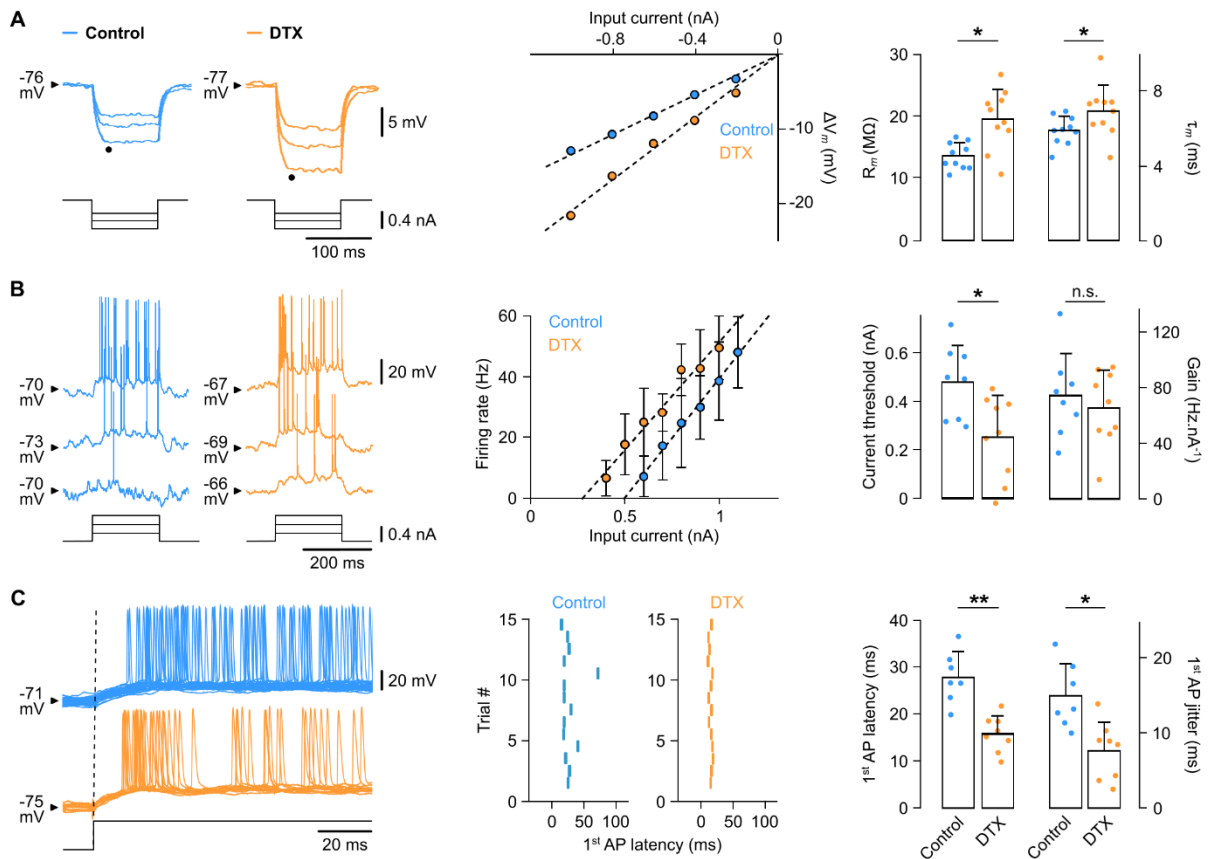 A
Control
DTX
-76
mV
-77
mV
5 mV
0.4 nA
100 ms
Input current (nA)
-0.8
-0.4
0
Control
DTX
-10
-20
ΔVm (mV)
*
*
30
20
10
0
Rm (MΩ)
8
4
0
τm (ms)
B
-70
mV
-73
mV
-70
mV
-67
mV
-69
mV
-66
mV
20 mV
0.4 nA
200 ms
60
40
20
0
Firing rate (Hz)
Control
DTX
0
0.5
1
Input current (nA)
*
n.s.
0.6
0.4
0.2
0
Current threshold (nA)
120
80
40
0
Gain (Hz.nA-1)
C
-71
mV
-75
mV
20 mV
20 ms
Control
DTX
15
10
5
0
Trial #
0
50
100
0
50
100
1st AP latency (ms)
**
*
40
30
20
10
0
1st AP latency (ms)
20
10
0
1st AP jitter (ms)
Control
DTX
Control
DTX